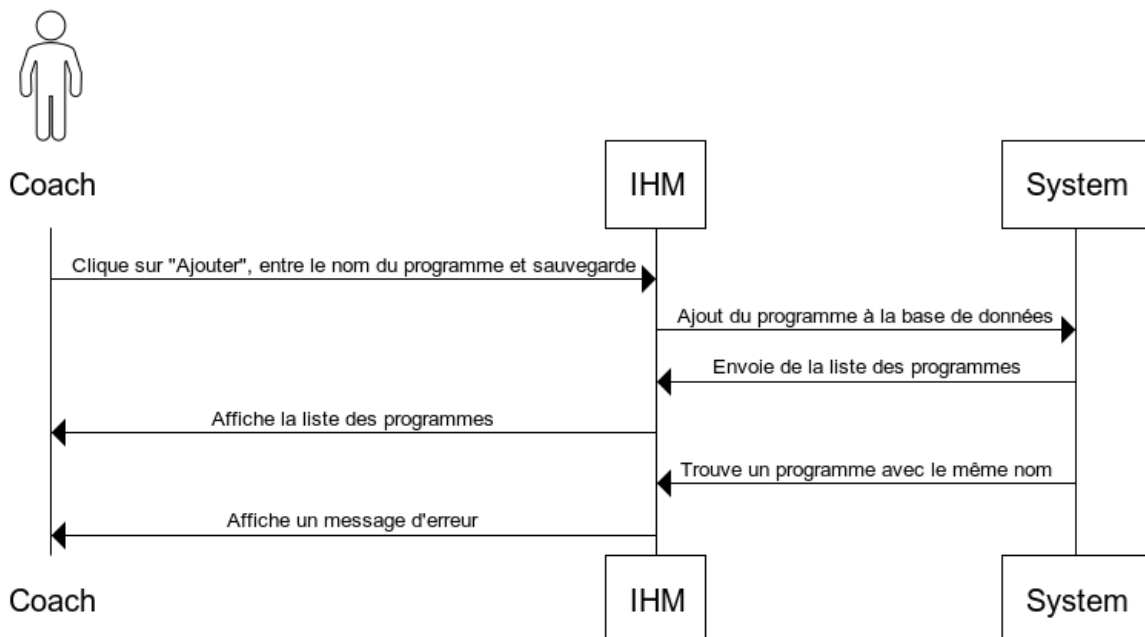 Coach
IHM
System
Clique sur "Ajouter", entre le nom du programme et sauvegarde
Ajout du programme à la base de données
Envoie de la liste des programmes
Affiche la liste des programmes
Trouve un programme avec le même nom
Affiche un message d'erreur
Coach
IHM
System